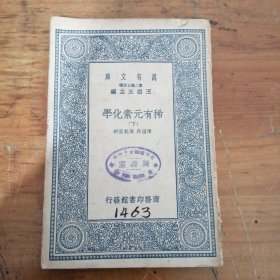 庫文有萬
種百七集二第
編主五雲王
學化素元有稀
(下)
行發館書印務商
1463